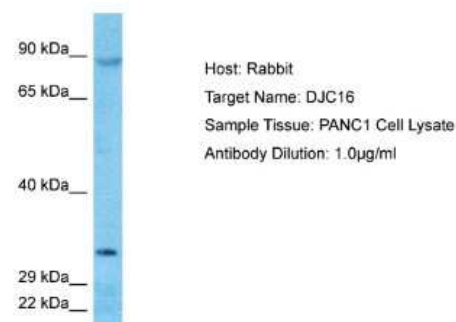 90 kDa
65 kDa
40 kDa
29 kDa
22 kDa
Host: Rabbit
Target Name: DJC16
Sample Tissue: PANC1 Cell Lysate
Antibody Dilution: 1.0µg/ml